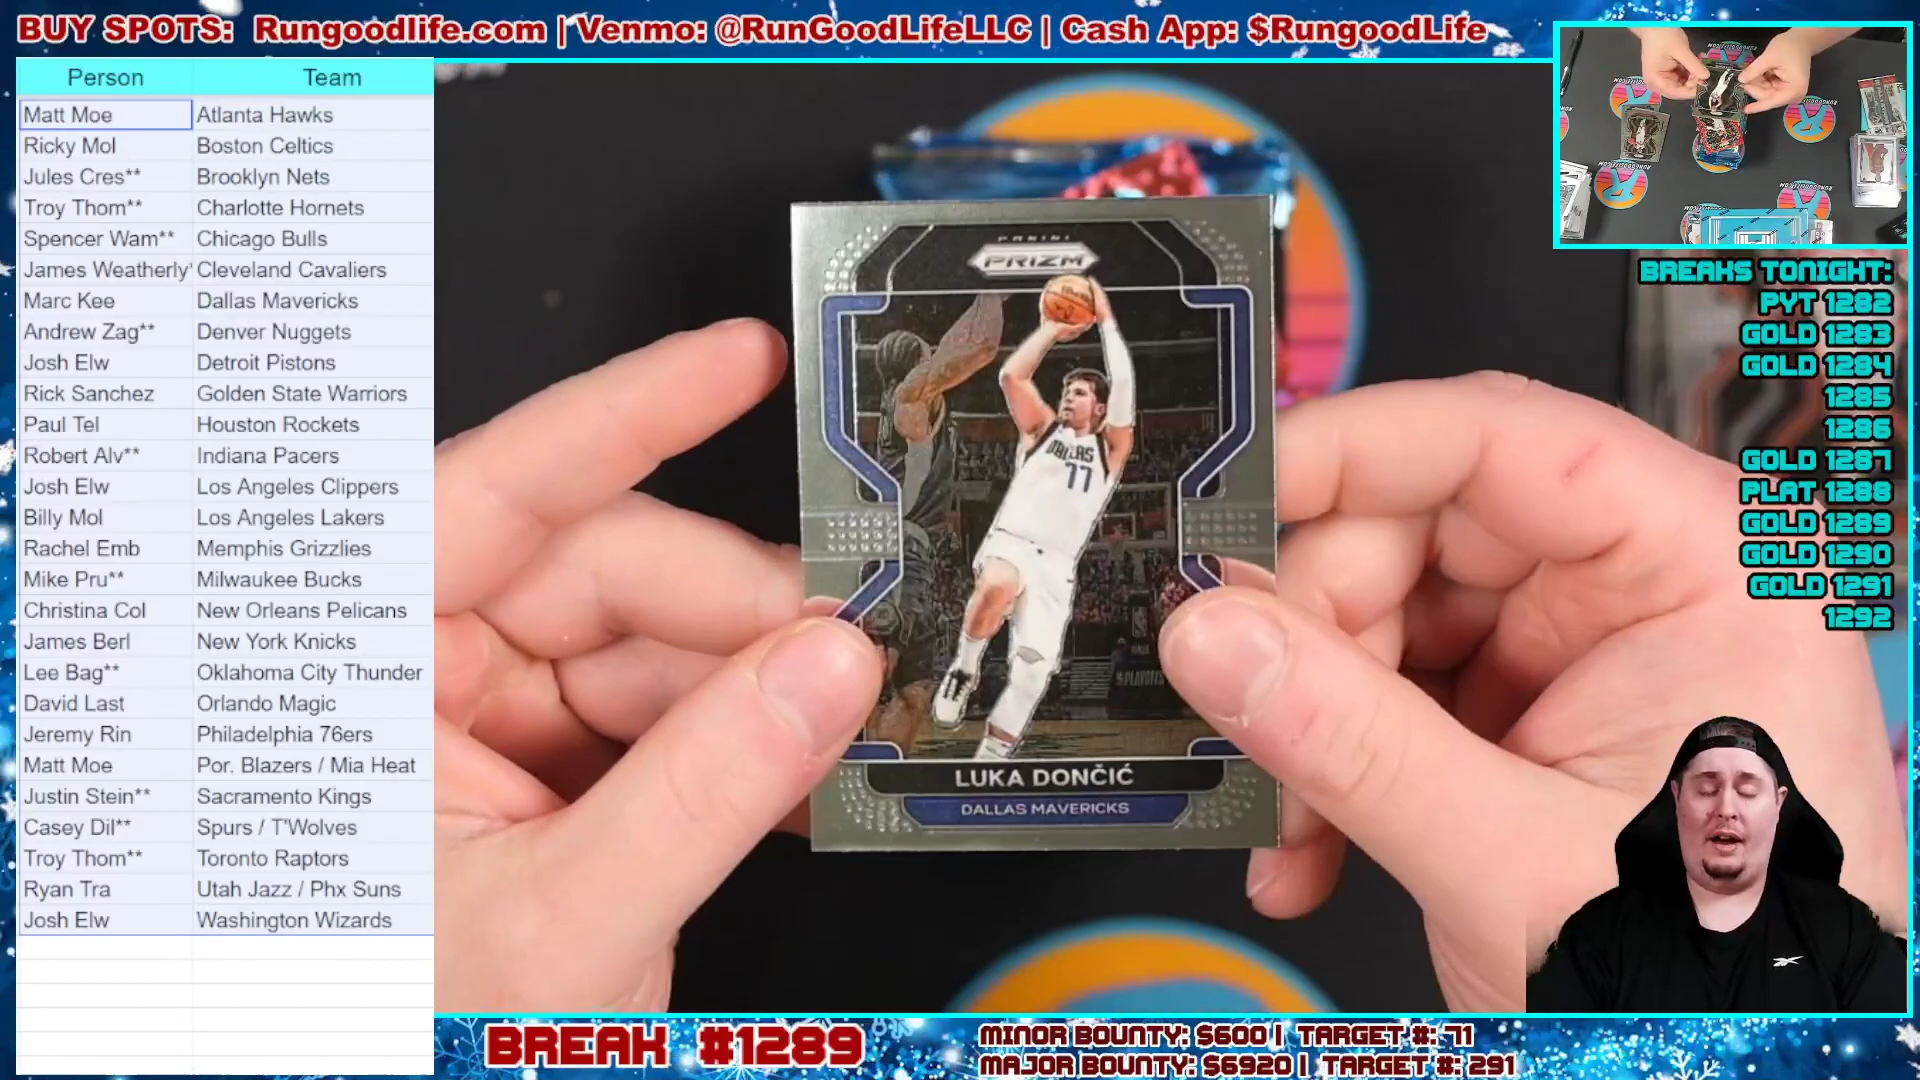 BUY SPOTS: Rungoodlife.com | Venmo: @RunGoodLifeLLC | Cash App: $RungoodLife
Person Team
Matt Moe Atlanta Hawks
Ricky Mol Boston Celtics
Jules Cres** Brooklyn Nets
Troy Thom** Charlotte Hornets
Spencer Wam** Chicago Bulls
James Weatherly* Cleveland Cavaliers
Marc Kee Dallas Mavericks
Andrew Zag** Denver Nuggets
Josh Elw Detroit Pistons
Rick Sanchez Golden State Warriors
Paul Tel Houston Rockets
Robert Alv** Indiana Pacers
Josh Elw Los Angeles Clippers
Billy Mol Los Angeles Lakers
Rachel Emb Memphis Grizzlies
Mike Pru** Milwaukee Bucks
Christina Col New Orleans Pelicans
James Berl New York Knicks
Lee Bag** Oklahoma City Thunder
David Last Orlando Magic
Jeremy Rin Philadelphia 76ers
Matt Moe Por. Blazers / Mia Heat
Justin Stein** Sacramento Kings
Casey Dil** Spurs / T'Wolves
Troy Thom** Toronto Raptors
Ryan Tra Utah Jazz / Phx Suns
Josh Elw Washington Wizards
PANINI
PRIZM
DALLAS
77
PLAYOFFS
LUKA DONČIĆ
DALLAS MAVERICKS
BREAKS TONIGHT:
PYT 1282
GOLD 1283
GOLD 1284
1285
1286
GOLD 1287
PLAT 1288
GOLD 1289
GOLD 1290
GOLD 1291
1292
BREAK #1289
MINOR BOUNTY: $600 | TARGET #: 71
MAJOR BOUNTY: $6920 | TARGET #: 291